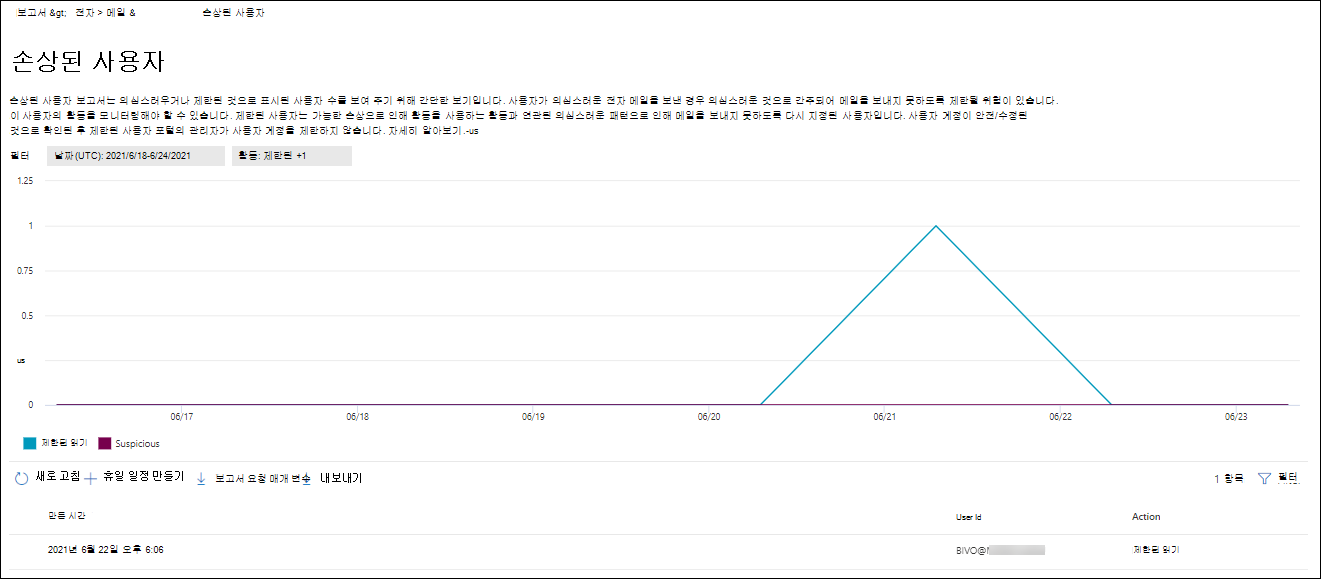 보고서 &gt; 전자 > 메일 & 손상된 사용자
손상된 사용자
손상된 사용자 보고서는 의심스러우거나 제한된 것으로 표시된 사용자 수를 보여 주기 위해 간단한 보기입니다. 사용자가 의심스러운 전자 메일을 보낸 경우 의심스러운 것으로 간주되어 메일을 보내지 못하도록 제한될 위험이 있습니다.
이 사용자의 활동을 모니터링해야 할 수 있습니다. 제한된 사용자는 가능한 손상으로 인해 활동을 사용하는 활동과 연관된 의심스러운 패턴으로 인해 메일을 보내지 못하도록 다시 지정된 사용자입니다. 사용자 계정이 안전/수정된
것으로 확인된 후 제한된 사용자 포털의 관리자가 사용자 계정을 제한하지 않습니다. 자세히 알아보기.-us
필터 날짜(UTC): 2021/6/18-6/24/2021 활동: 제한된 +1
1.25
1
0.75
0.5
us
0
06/17 06/18 06/19 06/20 06/21 06/22 06/23
제한된 읽기 Suspicious
새로 고침 휴일 일정 만들기 보고서 요청 매개 변수 내보내기 1 항목 필터
만든 시간 User Id Action
2021년 6월 22일 오후 6:06 BIVO@ 제한된 읽기